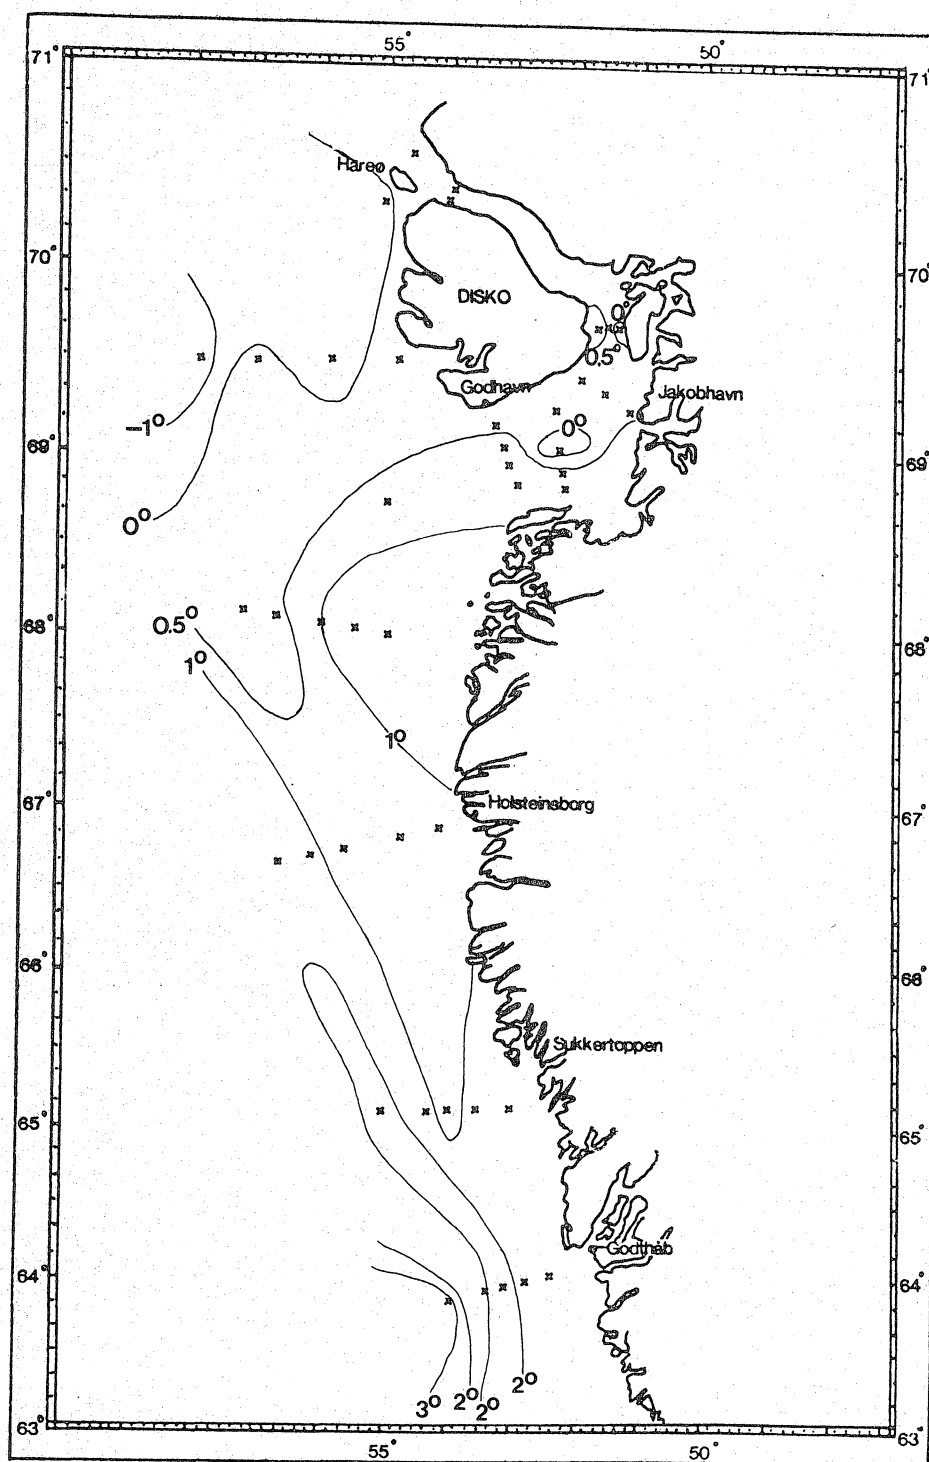 55° 50°
71° 71°
Hareø
70° 70°
DISKO
0°
0.5°
Godhavn
Jakobhavn
-1° 0°
69° 69°
0°
0.5°
68° 68°
1°
1°
67° Holsteinsborg 67°
66° 66°
Sukkertoppen
65° 65°
Godthåb
64° 64°
3° 2° 2° 2°
63° 63°
55° 50°